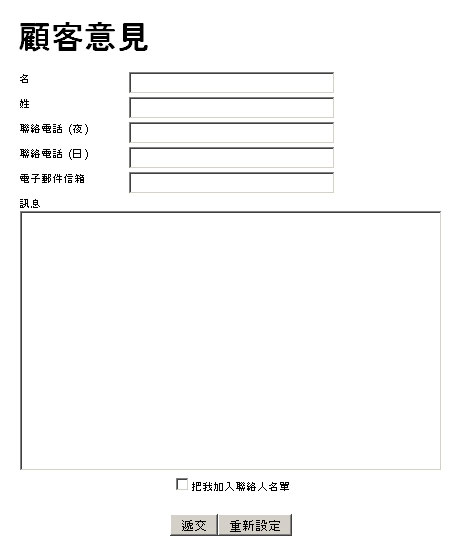 顧客意見
名
姓
聯絡電話 (夜)
聯絡電話 (日)
電子郵件信箱
訊息
把我加入聯絡人名單
遞交 重新設定